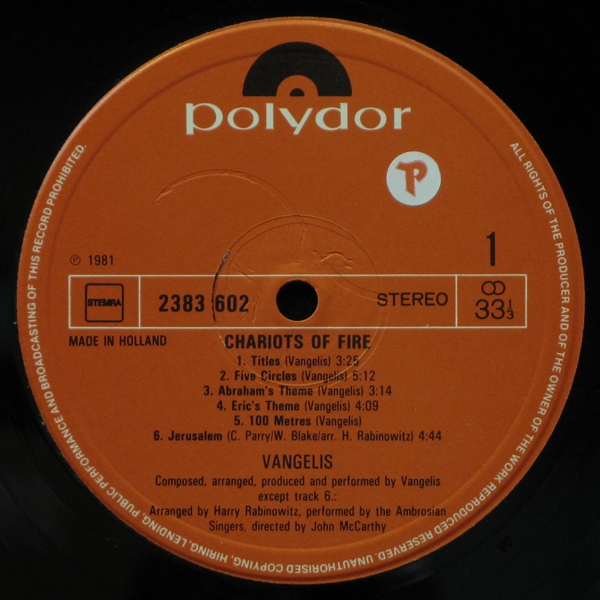 polydor
P
℗ 1981
1
STEMRA
2383 602
STEREO
33 1/3
MADE IN HOLLAND
CHARIOTS OF FIRE
1. Titles (Vangelis) 3:25
2. Five Circles (Vangelis) 5:12
3. Abraham's Theme (Vangelis) 3:14
4. Eric's Theme (Vangelis) 4:09
5. 100 Metres (Vangelis)
6. Jerusalem (C. Parry/W. Blake/arr. H. Rabinowitz) 4:44
VANGELIS
Composed, arranged, produced and performed by Vangelis
except track 6.:
Arranged by Harry Rabinowitz, performed by the Ambrosian
Singers, directed by John McCarthy
ALL RIGHTS OF THE PRODUCER AND OF THE OWNER OF THE WORK REPRODUCED RESERVED. UNAUTHORISED COPYING, HIRING, LENDING, PUBLIC PERFORMANCE AND BROADCASTING OF THIS RECORD PROHIBITED.